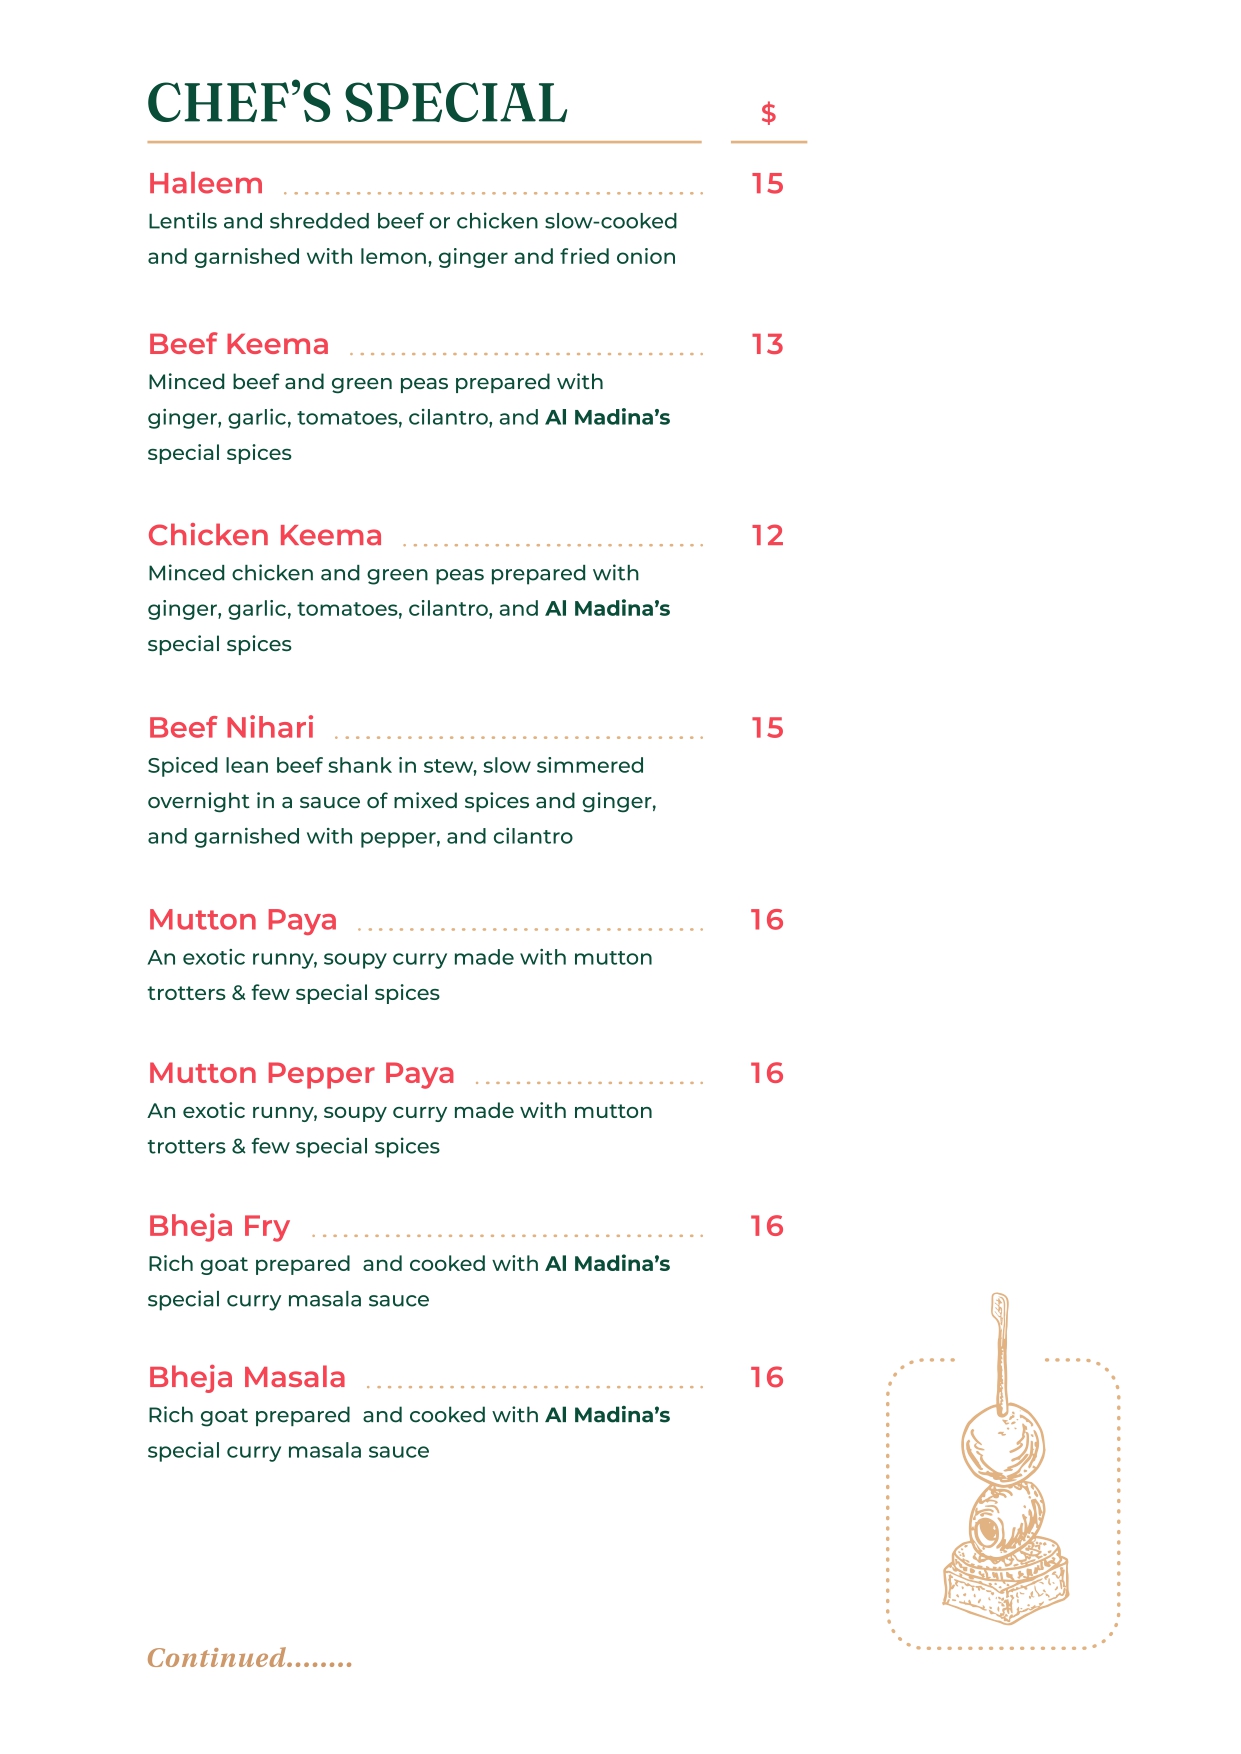 CHEF’S SPECIAL
$
Haleem 15
Lentils and shredded beef or chicken slow-cooked
and garnished with lemon, ginger and fried onion
Beef Keema 13
Minced beef and green peas prepared with
ginger, garlic, tomatoes, cilantro, and Al Madina’s
special spices
Chicken Keema 12
Minced chicken and green peas prepared with
ginger, garlic, tomatoes, cilantro, and Al Madina’s
special spices
Beef Nihari 15
Spiced lean beef shank in stew, slow simmered
overnight in a sauce of mixed spices and ginger,
and garnished with pepper, and cilantro
Mutton Paya 16
An exotic runny, soupy curry made with mutton
trotters & few special spices
Mutton Pepper Paya 16
An exotic runny, soupy curry made with mutton
trotters & few special spices
Bheja Fry 16
Rich goat prepared  and cooked with Al Madina’s
special curry masala sauce
Bheja Masala 16
Rich goat prepared  and cooked with Al Madina’s
special curry masala sauce
Continued........